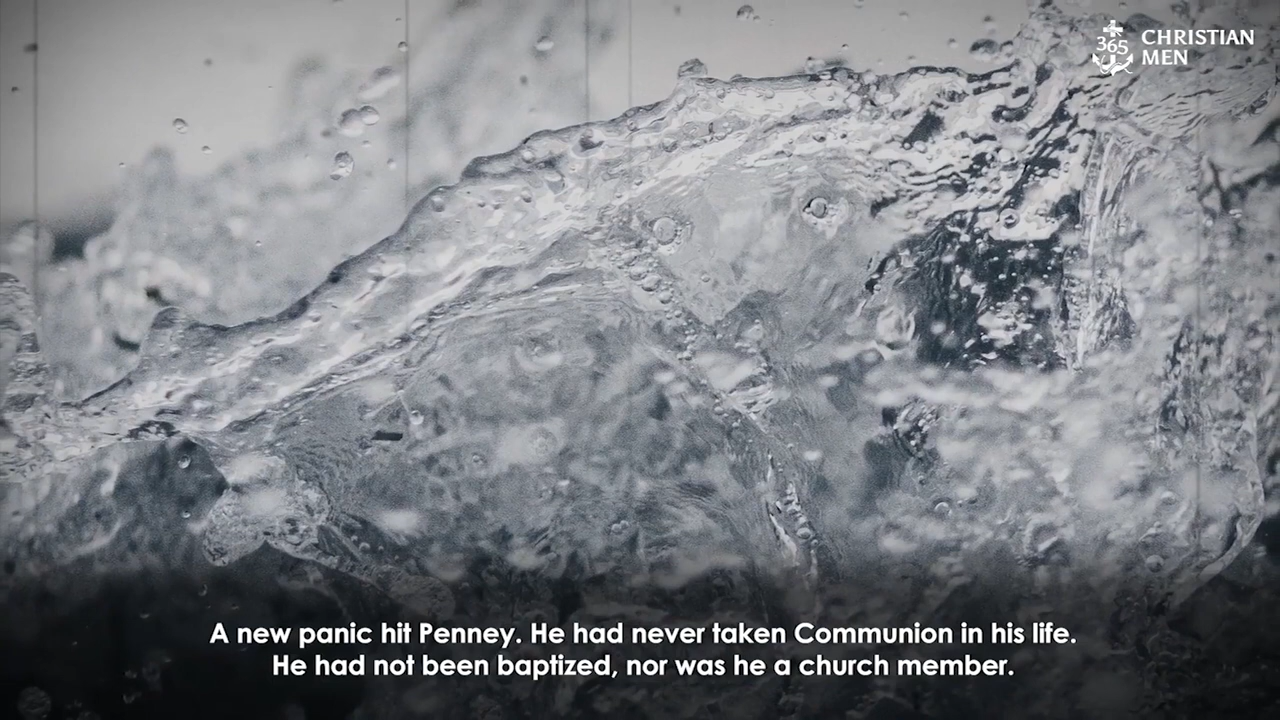 365
CHRISTIAN
MEN
A new panic hit Penney. He had never taken Communion in his life.
He had not been baptized, nor was he a church member.